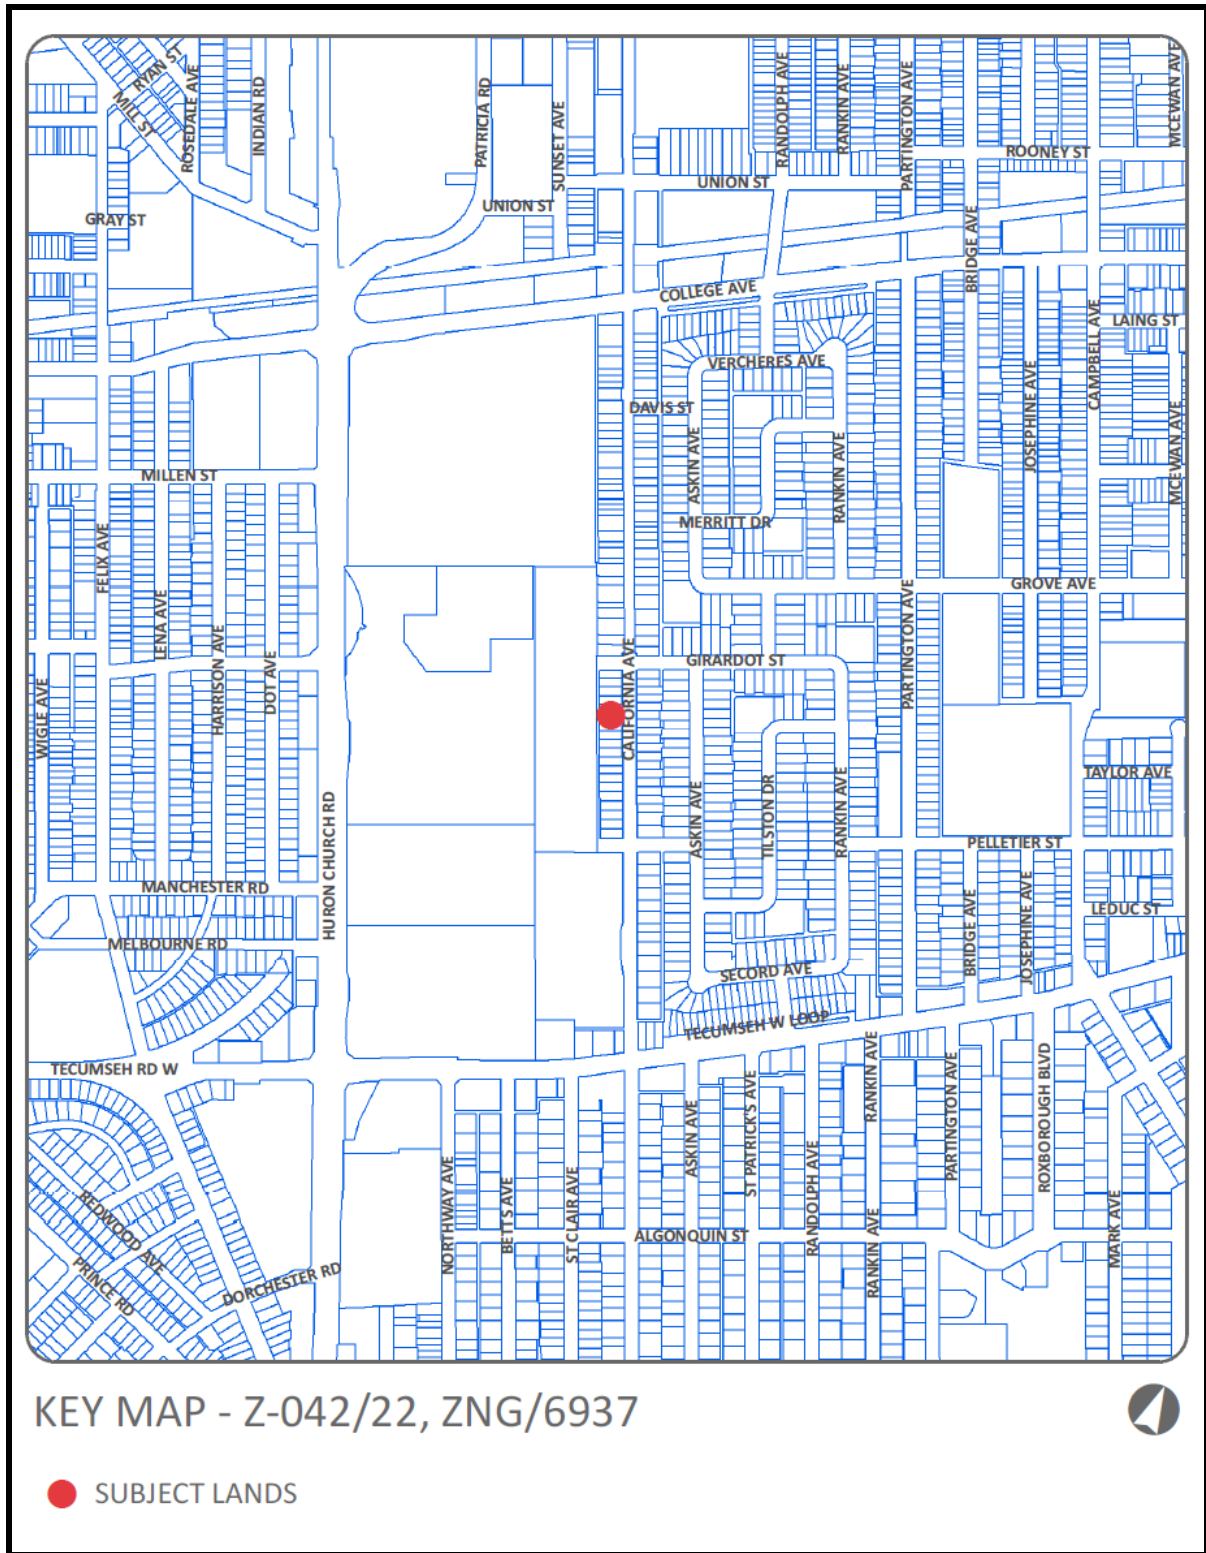 RYAN ST
MILL ST
ROSEDALE AVE
INDIAN RD
PATRICIA RD
SUNSET AVE
RANDOLPH AVE
RANKIN AVE
PARTINGTON AVE
MCEWAN AVE
ROONEY ST
UNION ST
UNION ST
GRAY ST
BRIDGE AVE
COLLEGE AVE
LAING ST
CAMPBELL AVE
VERCHERES AVE
JOSEPHINE AVE
DAVIS ST
ASKIN AVE
RANKIN AVE
MCEWAN AVE
MILLEN ST
MERRITT DR
FELIX AVE
GROVE AVE
LENA AVE
PARTINGTON AVE
HARRISON AVE
DOT AVE
CALIFORNIA AVE
GIRARDOT ST
WIGLE AVE
TAYLOR AVE
ASKIN AVE
TILSTON DR
RANKIN AVE
HURON CHURCH RD
PELLETIER ST
MANCHESTER RD
BRIDGE AVE
JOSEPHINE AVE
LEDUC ST
MELBOURNE RD
SECORD AVE
TECUMSEH W LOOP
TECUMSEH RD W
RANKIN AVE
PARTINGTON AVE
ROXBOROUGH BLVD
ASKIN AVE
ST PATRICK'S AVE
RANDOLPH AVE
NORTHWAY AVE
BETTS AVE
ST CLAIR AVE
REDWOOD AVE
ALGONQUIN ST
RANKIN AVE
MARK AVE
PRINCE RD
DORCHESTER RD
KEY MAP - Z-042/22, ZNG/6937
SUBJECT LANDS